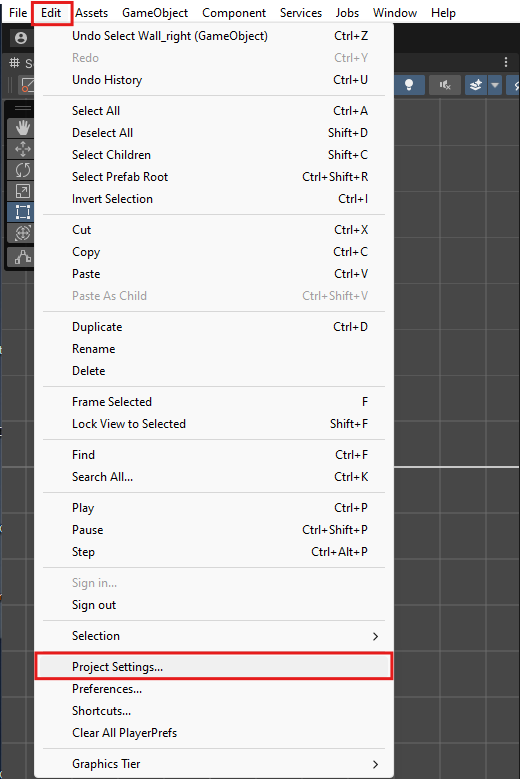 File Edit Assets GameObject Component Services Jobs Window Help
Undo Select Wall_right (GameObject) Ctrl+Z
Redo Ctrl+Y
Undo History Ctrl+U
Select All Ctrl+A
Deselect All Shift+D
Select Children Shift+C
Select Prefab Root Ctrl+Shift+R
Invert Selection Ctrl+I
Cut Ctrl+X
Copy Ctrl+C
Paste Ctrl+V
Paste As Child Ctrl+Shift+V
Duplicate Ctrl+D
Rename
Delete
Frame Selected F
Lock View to Selected Shift+F
Find Ctrl+F
Search All... Ctrl+K
Play Ctrl+P
Pause Ctrl+Shift+P
Step Ctrl+Alt+P
Sign in...
Sign out
Selection
Project Settings...
Preferences...
Shortcuts...
Clear All PlayerPrefs
Graphics Tier